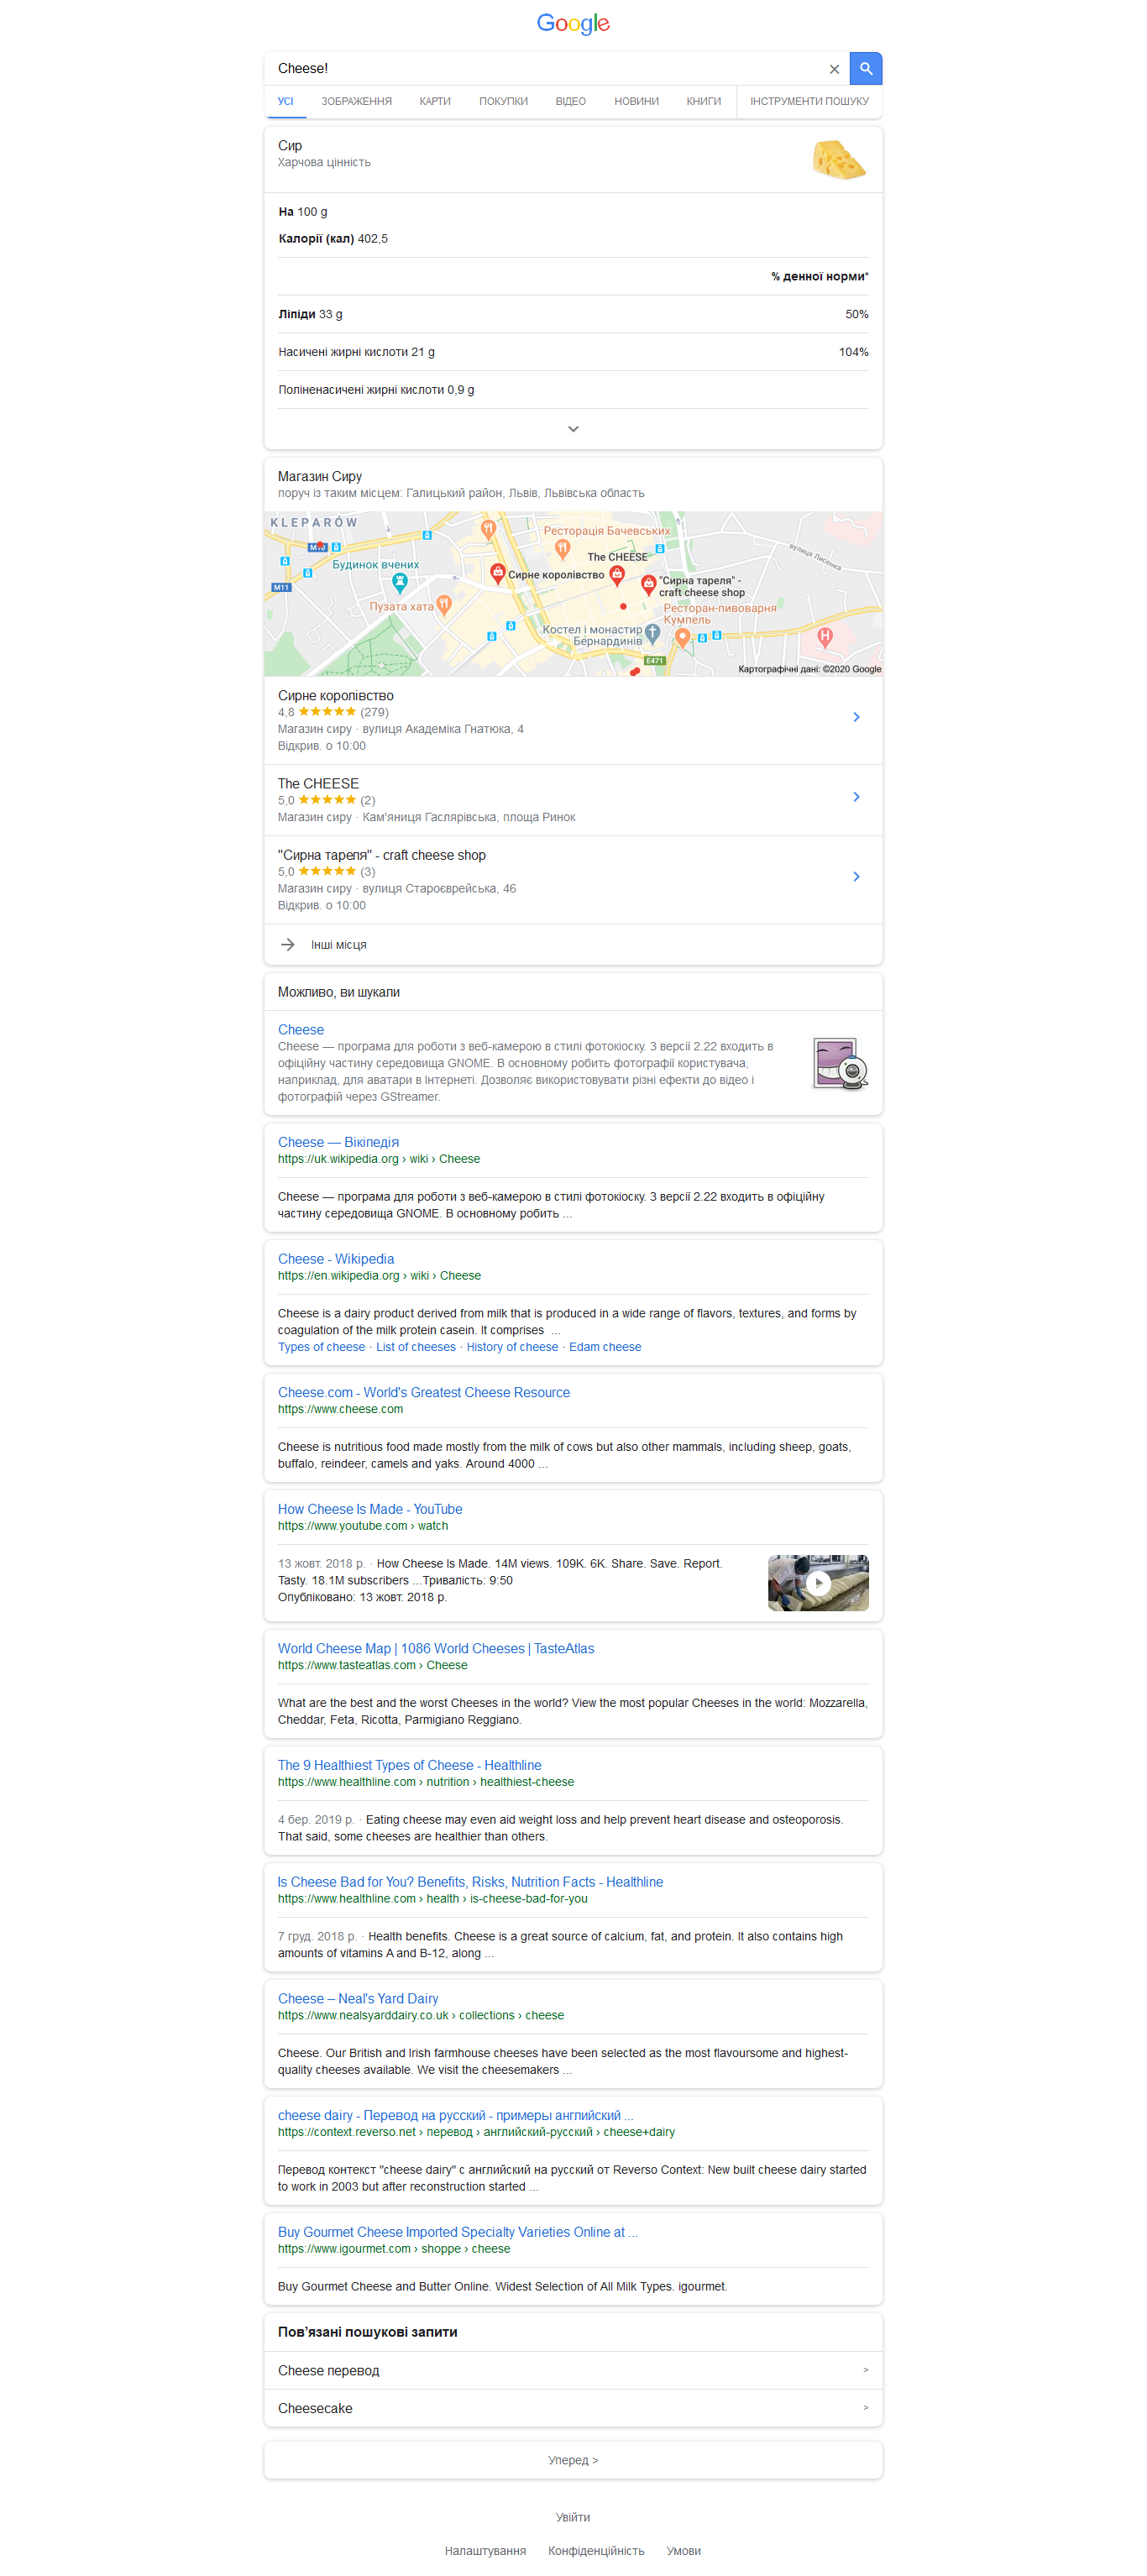 Google
Cheese!
УСІ ЗОБРАЖЕННЯ КАРТИ ПОКУПКИ ВІДЕО НОВИНИ КНИГИ ІНСТРУМЕНТИ ПОШУКУ
Сир
Харчова цінність
На 100 g
Калорії (кал) 402,5
% денної норми*
Ліпіди 33 g 50%
Насичені жирні кислоти 21 g 104%
Поліненасичені жирні кислоти 0,9 g
Магазин Сиру
поруч із таким місцем: Галицький район, Львів, Львівська область
KLEPARÓW
Ресторація Бачевських
вулиця Лисенка
The CHEESE
Будинок вчених
Сирне королівство
"Сирна тареля" -
craft cheese shop
M11
Пузата хата
Ресторан-пивоварня
Кумпель
Костел і монастир
Бернардинів
E471
Картографічні дані: ©2020 Google
Сирне королівство
4,8 (279)
Магазин сиру · вулиця Академіка Гнатюка, 4
Відкрив. о 10:00
The CHEESE
5,0 (2)
Магазин сиру · Кам'яниця Гаслярівська, площа Ринок
"Сирна тареля" - craft cheese shop
5,0 (3)
Магазин сиру · вулиця Староєврейська, 46
Відкрив. о 10:00
Інші місця
Можливо, ви шукали
Cheese
Cheese — програма для роботи з веб-камерою в стилі фотокіоску. З версії 2.22 входить в
офіційну частину середовища GNOME. В основному робить фотографії користувача,
наприклад, для аватари в Інтернеті. Дозволяє використовувати різні ефекти до відео і
фотографій через GStreamer.
Cheese — Вікіпедія
https://uk.wikipedia.org › wiki › Cheese
Cheese — програма для роботи з веб-камерою в стилі фотокіоску. З версії 2.22 входить в офіційну
частину середовища GNOME. В основному робить ...
Cheese - Wikipedia
https://en.wikipedia.org › wiki › Cheese
Cheese is a dairy product derived from milk that is produced in a wide range of flavors, textures, and forms by
coagulation of the milk protein casein. It comprises ...
Types of cheese · List of cheeses · History of cheese · Edam cheese
Cheese.com - World's Greatest Cheese Resource
https://www.cheese.com
Cheese is nutritious food made mostly from the milk of cows but also other mammals, including sheep, goats,
buffalo, reindeer, camels and yaks. Around 4000 ...
How Cheese Is Made - YouTube
https://www.youtube.com › watch
13 жовт. 2018 р. · How Cheese Is Made. 14M views. 109K. 6K. Share. Save. Report.
Tasty. 18.1M subscribers ...Тривалість: 9:50
Опубліковано: 13 жовт. 2018 р.
World Cheese Map | 1086 World Cheeses | TasteAtlas
https://www.tasteatlas.com › Cheese
What are the best and the worst Cheeses in the world? View the most popular Cheeses in the world: Mozzarella,
Cheddar, Feta, Ricotta, Parmigiano Reggiano.
The 9 Healthiest Types of Cheese - Healthline
https://www.healthline.com › nutrition › healthiest-cheese
4 бер. 2019 р. · Eating cheese may even aid weight loss and help prevent heart disease and osteoporosis.
That said, some cheeses are healthier than others.
Is Cheese Bad for You? Benefits, Risks, Nutrition Facts - Healthline
https://www.healthline.com › health › is-cheese-bad-for-you
7 груд. 2018 р. · Health benefits. Cheese is a great source of calcium, fat, and protein. It also contains high
amounts of vitamins A and B-12, along ...
Cheese – Neal's Yard Dairy
https://www.nealsyarddairy.co.uk › collections › cheese
Cheese. Our British and Irish farmhouse cheeses have been selected as the most flavoursome and highest-
quality cheeses available. We visit the cheesemakers ...
cheese dairy - Перевод на русский - примеры английский ...
https://context.reverso.net › перевод › английский-русский › cheese+dairy
Перевод контекст "cheese dairy" c английский на русский от Reverso Context: New built cheese dairy started
to work in 2003 but after reconstruction started ...
Buy Gourmet Cheese Imported Specialty Varieties Online at ...
https://www.igourmet.com › shoppe › cheese
Buy Gourmet Cheese and Butter Online. Widest Selection of All Milk Types. igourmet.
Пов’язані пошукові запити
Cheese перевод >
Cheesecake >
Уперед >
Увійти
Налаштування Конфіденційність Умови